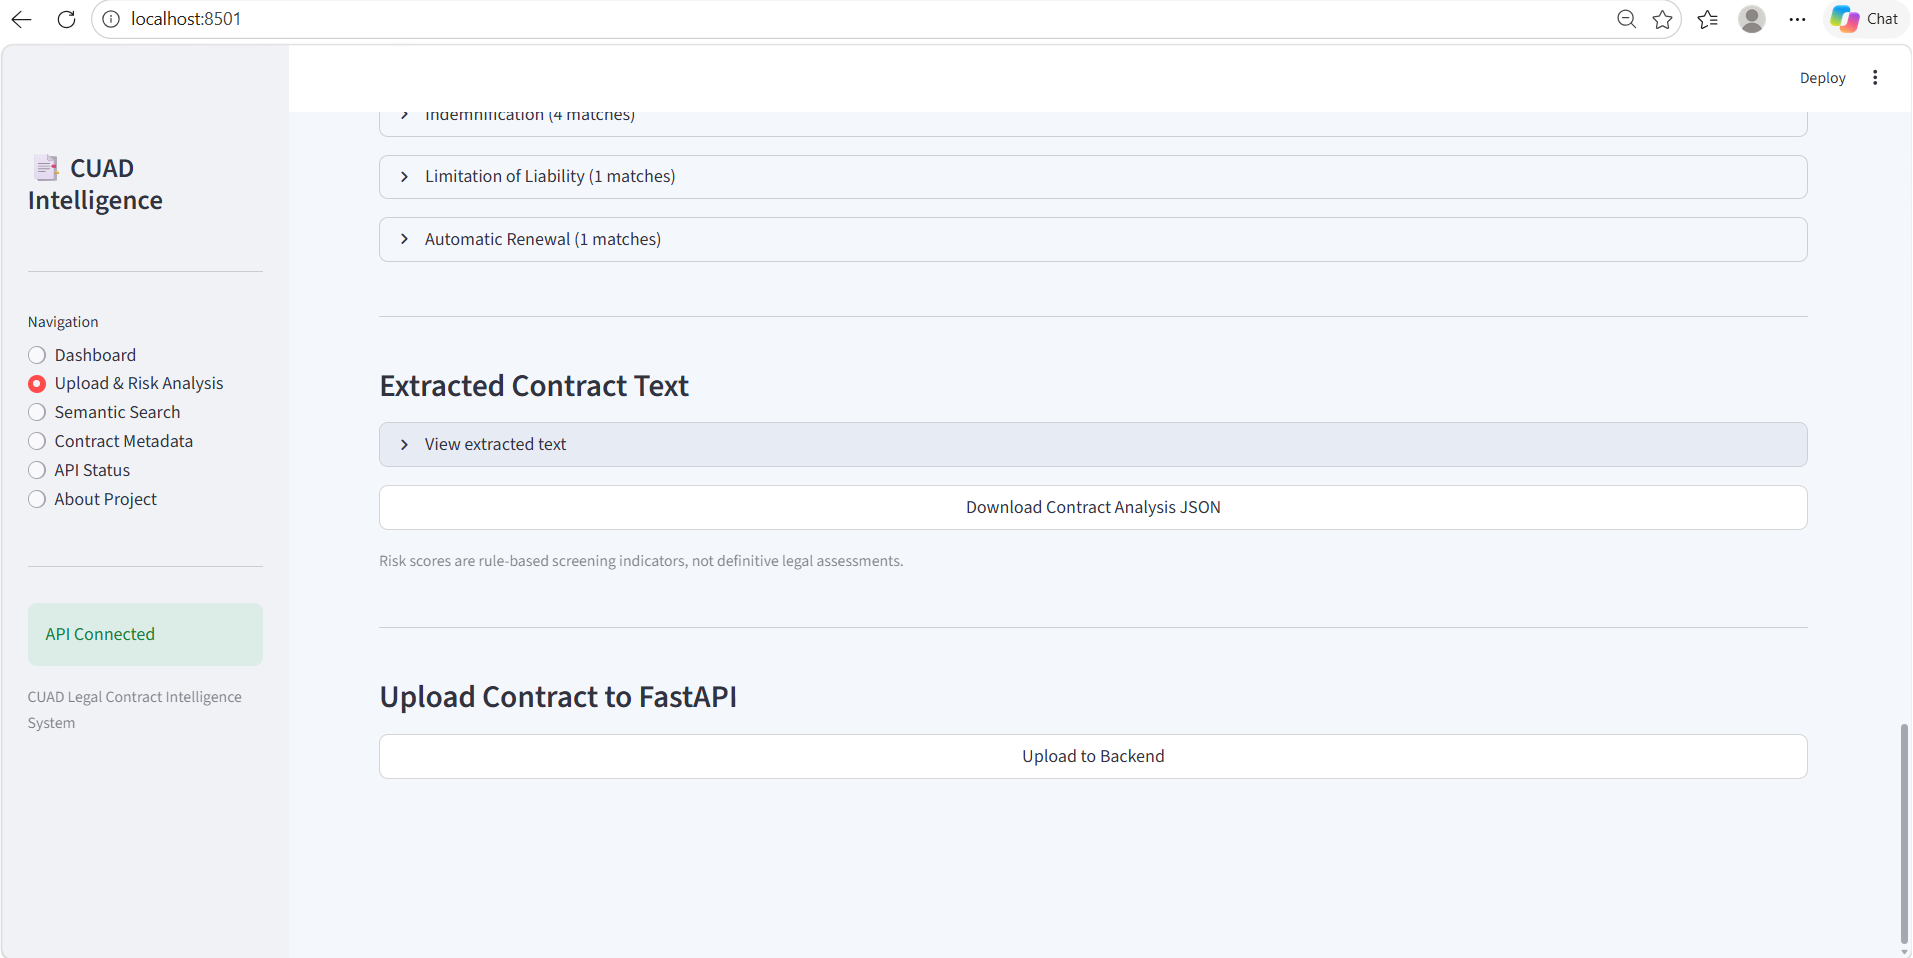 localhost:8501
Chat
Deploy
CUAD
Intelligence
Navigation
Dashboard
Upload & Risk Analysis
Semantic Search
Contract Metadata
API Status
About Project
API Connected
CUAD Legal Contract Intelligence
System
Indemnification (4 matches)
Limitation of Liability (1 matches)
Automatic Renewal (1 matches)
Extracted Contract Text
View extracted text
Download Contract Analysis JSON
Risk scores are rule-based screening indicators, not definitive legal assessments.
Upload Contract to FastAPI
Upload to Backend